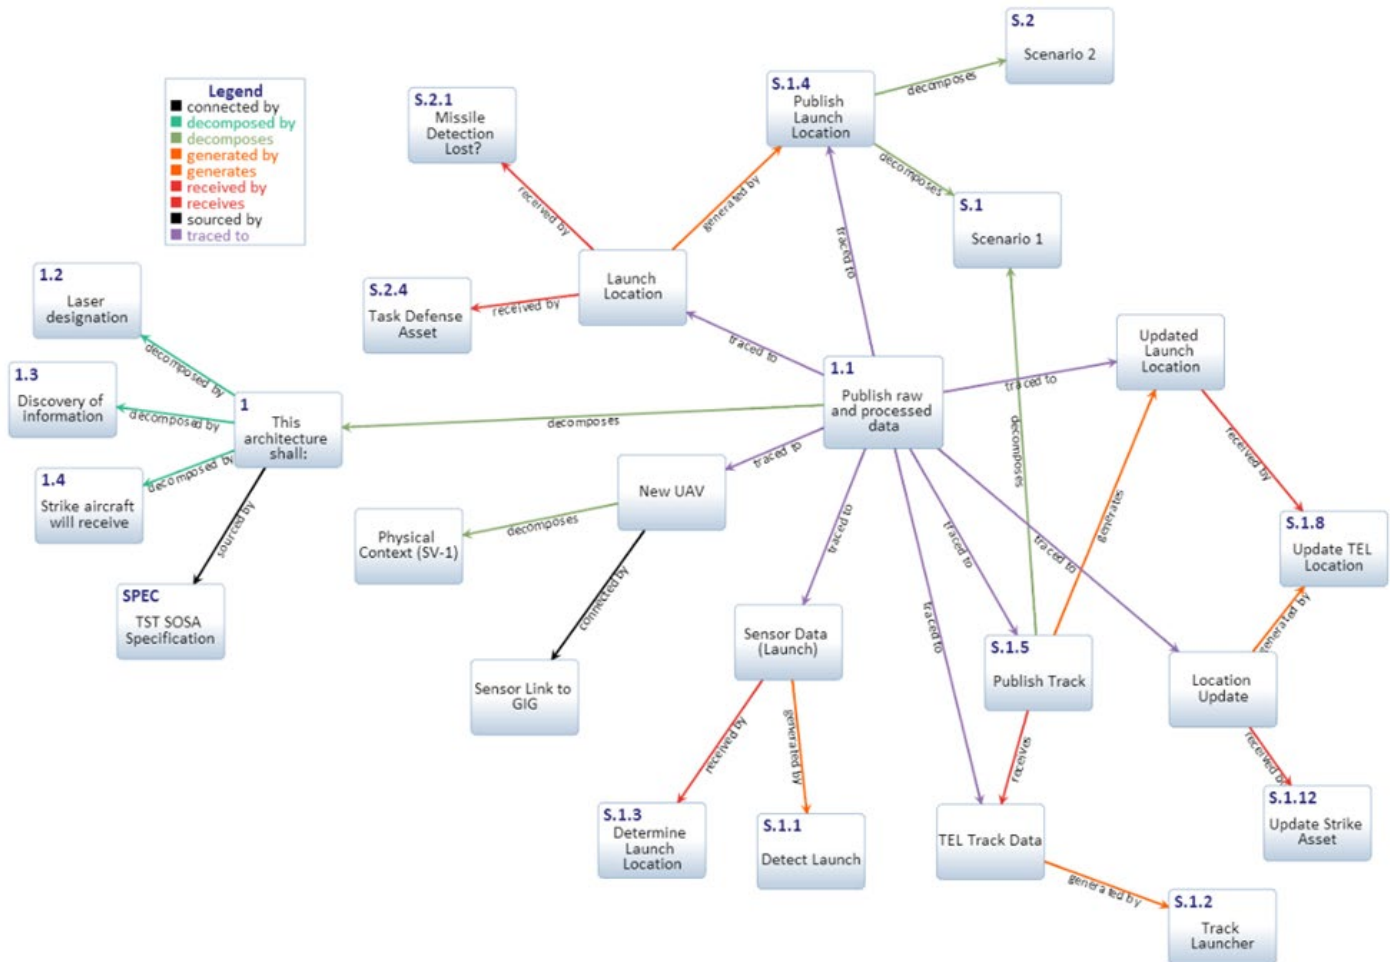 S.2
Scenario 2
decomposes
S.1.4
Publish
Launch
Location
Legend
connected by
decomposed by
decomposes
generated by
generates
received by
receives
sourced by
traced to
S.2.1
Missile
Detection
Lost?
decomposes
received by
generated by
S.1
Scenario 1
traced to
1.2
Laser
designation
S.2.4
Task Defense
Asset
received by
Launch
Location
traced to
Updated
Launch
Location
1.3
Discovery of
information
decomposed by
decomposed by
1
This
architecture
shall:
decomposes
1.1
Publish raw
and processed
data
traced to
decomposes
received by
1.4
Strike aircraft
will receive
decomposed by
sourced by
New UAV
traced to
Physical
Context (SV-1)
decomposes
connected by
traced to
traced to
traced to
generates
S.1.8
Update TEL
Location
SPEC
TST SOSA
Specification
Sensor Data
(Launch)
traced to
S.1.5
Publish Track
generated by
Location
Update
Sensor Link to
GIG
received by
generated by
receives
received by
S.1.3
Determine
Launch
Location
S.1.1
Detect Launch
TEL Track Data
S.1.12
Update Strike
Asset
generated by
S.1.2
Track
Launcher